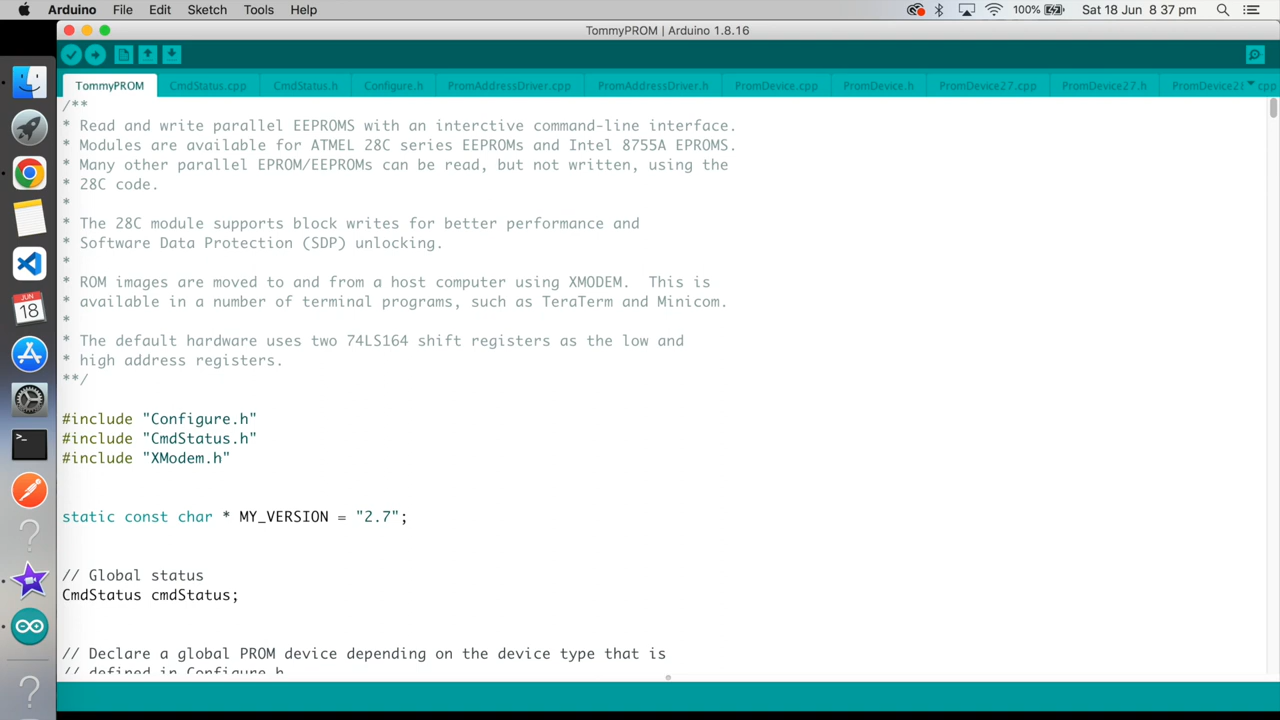 Arduino File Edit Sketch Tools Help 100% Sat 18 Jun 8 37 pm
TommyPROM | Arduino 1.8.16
TommyPROM CmdStatus.cpp CmdStatus.h Configure.h PromAddressDriver.cpp PromAddressDriver.h PromDevice.cpp PromDevice.h PromDevice27.cpp PromDevice27.h cpp
/**
* Read and write parallel EEPROMS with an interctive command-line interface.
* Modules are available for ATMEL 28C series EEPROMs and Intel 8755A EPROMS.
* Many other parallel EPROM/EEPROMs can be read, but not written, using the
* 28C code.
*
* The 28C module supports block writes for better performance and
* Software Data Protection (SDP) unlocking.
*
* ROM images are moved to and from a host computer using XMODEM.  This is
* available in a number of terminal programs, such as TeraTerm and Minicom.
*
* The default hardware uses two 74LS164 shift registers as the low and
* high address registers.
**/
#include "Configure.h"
#include "CmdStatus.h"
#include "XModem.h"
static const char * MY_VERSION = "2.7";
// Global status
CmdStatus cmdStatus;
// Declare a global PROM device depending on the device type that is
// defined in Configure.h
JUN
18